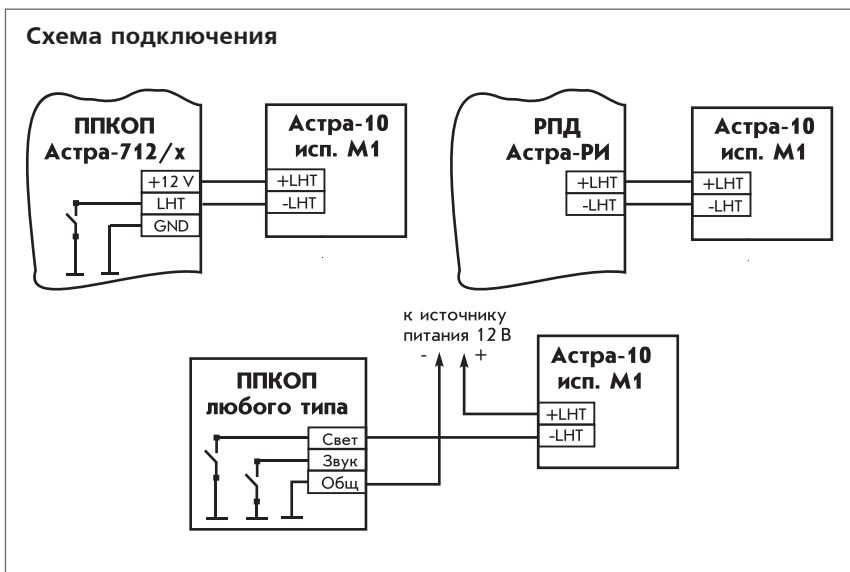 Схема подключения
ППКОП
Астра-712/х
+12 V
LHT
GND
Астра-10
исп. М1
+LHT
-LHT
РПД
Астра-РИ
+LHT
-LHT
Астра-10
исп. М1
+LHT
-LHT
к источнику
питания 12 В
- +
ППКОП
любого типа
Свет
Звук
Общ
Астра-10
исп. М1
+LHT
-LHT